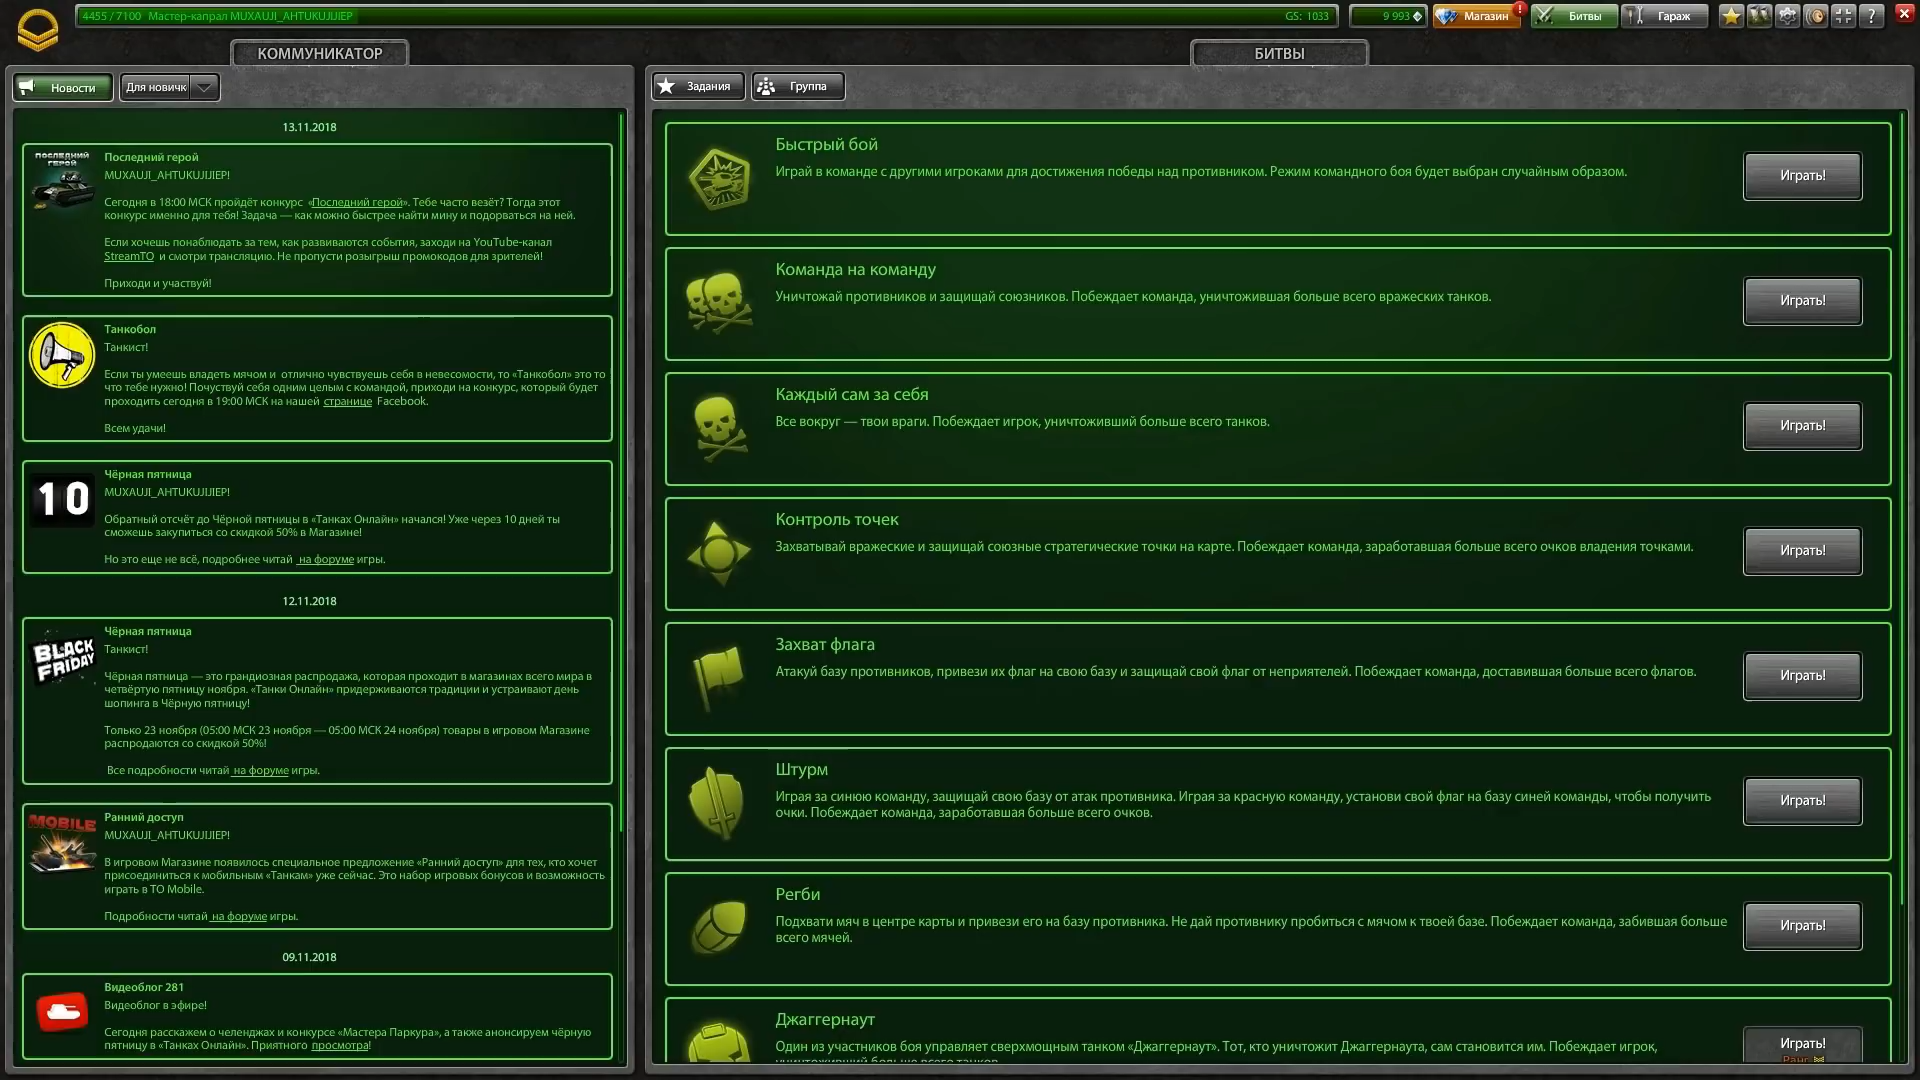 4455 / 7100 Мастер-капрал MUXAUJI_AHTUKUJIJIEP
GS: 1033
9 993
Магазин
Битвы
Гараж
КОММУНИКАТОР
Новости
Для новичк
13.11.2018
ПОСЛЕДНИЙ
ГЕРОЙ
Последний герой
MUXAUJI_AHTUKUJIJIEP!
Сегодня в 18:00 МСК пройдёт конкурс «Последний герой». Тебе часто везёт? Тогда этот
конкурс именно для тебя! Задача — как можно быстрее найти мину и подорваться на ней.
Если хочешь понаблюдать за тем, как развиваются события, заходи на YouTube-канал
StreamTO и смотри трансляцию. Не пропусти розыгрыш промокодов для зрителей!
Приходи и участвуй!
Танкобол
Танкист!
Если ты умеешь владеть мячом и отлично чувствуешь себя в невесомости, то «Танкобол» это то
что тебе нужно! Почуствуй себя одним целым с командой, приходи на конкурс, который будет
проходить сегодня в 19:00 МСК на нашей странице Facebook.
Всем удачи!
10
Чёрная пятница
MUXAUJI_AHTUKUJIJIEP!
Обратный отсчёт до Чёрной пятницы в «Танках Онлайн» начался! Уже через 10 дней ты
сможешь закупиться со скидкой 50% в Магазине!
Но это еще не всё, подробнее читай на форуме игры.
12.11.2018
BLACK
FRIDAY
Чёрная пятница
Танкист!
Чёрная пятница — это грандиозная распродажа, которая проходит в магазинах всего мира в
четвёртую пятницу ноября. «Танки Онлайн» придерживаются традиции и устраивают день
шопинга в Чёрную пятницу!
Только 23 ноября (05:00 МСК 23 ноября — 05:00 МСК 24 ноября) товары в игровом Магазине
распродаются со скидкой 50%!
Все подробности читай на форуме игры.
MOBILE
Ранний доступ
MUXAUJI_AHTUKUJIJIEP!
В игровом Магазине появилось специальное предложение «Ранний доступ» для тех, кто хочет
присоединиться к мобильным «Танкам» уже сейчас. Это набор игровых бонусов и возможность
играть в ТО Mobile.
Подробности читай на форуме игры.
09.11.2018
Видеоблог 281
Видеоблог в эфире!
Сегодня расскажем о челенджах и конкурсе «Мастера Паркура», а также анонсируем чёрную
пятницу в «Танках Онлайн». Приятного просмотра!
БИТВЫ
Задания
Группа
Быстрый бой
Играй в команде с другими игроками для достижения победы над противником. Режим командного боя будет выбран случайным образом.
Играть!
Команда на команду
Уничтожай противников и защищай союзников. Побеждает команда, уничтожившая больше всего вражеских танков.
Играть!
Каждый сам за себя
Все вокруг — твои враги. Побеждает игрок, уничтоживший больше всего танков.
Играть!
Контроль точек
Захватывай вражеские и защищай союзные стратегические точки на карте. Побеждает команда, заработавшая больше всего очков владения точками.
Играть!
Захват флага
Атакуй базу противников, привези их флаг на свою базу и защищай свой флаг от неприятелей. Побеждает команда, доставившая больше всего флагов.
Играть!
Штурм
Играя за синюю команду, защищай свою базу от атак противника. Играя за красную команду, установи свой флаг на базу синей команды, чтобы получить
очки. Побеждает команда, заработавшая больше всего очков.
Играть!
Регби
Подхвати мяч в центре карты и привези его на базу противника. Не дай противнику пробиться с мячом к твоей базе. Побеждает команда, забившая больше
всего мячей.
Играть!
Джаггернаут
Один из участников боя управляет сверхмощным танком «Джаггернаут». Тот, кто уничтожит Джаггернаута, сам становится им. Побеждает игрок,
уничтоживший больше всего танков.
Играть!
Ранг